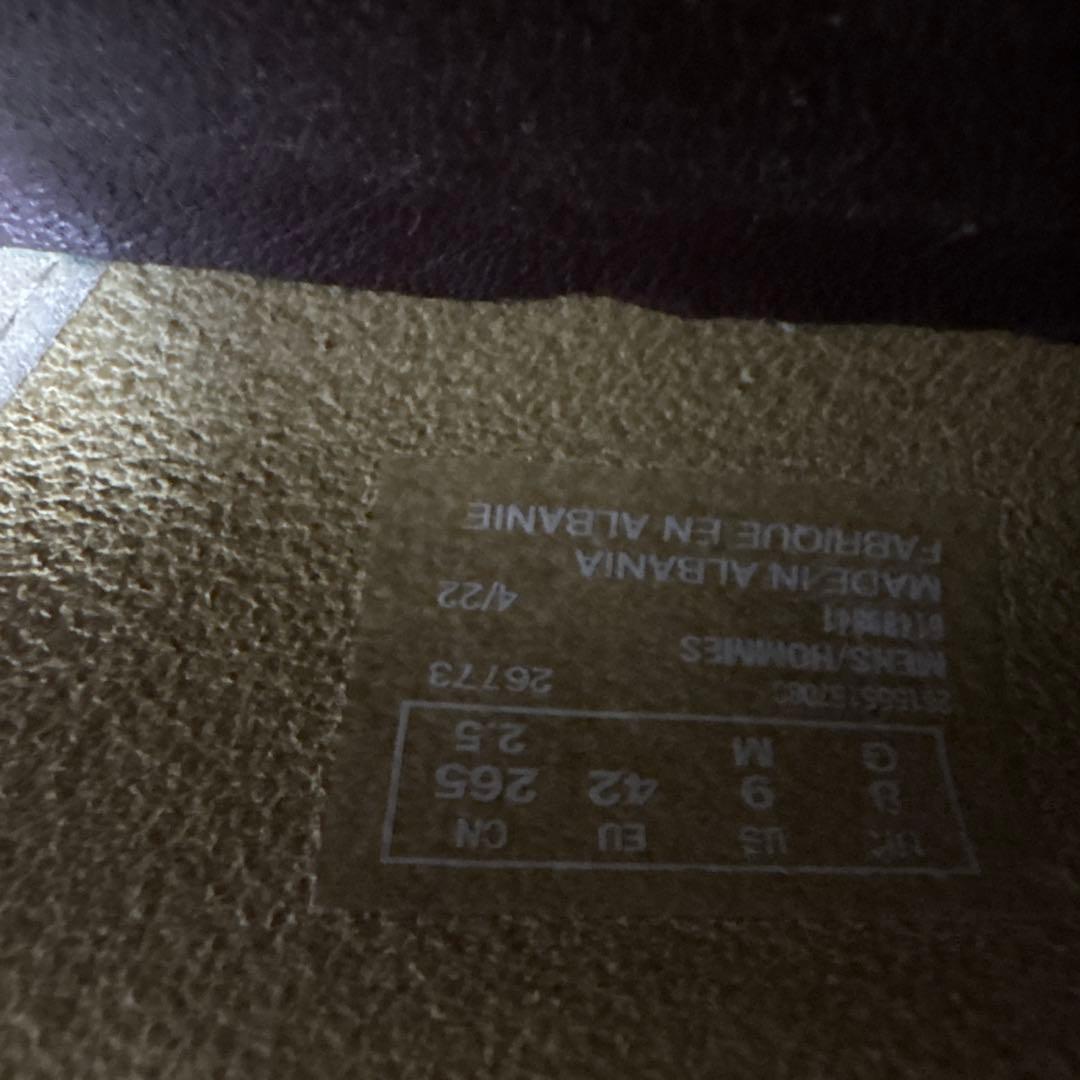 UK US EU CN
8 9 42 265
G M 2.5
26773
MENS/HOMMES
4/22
MADE IN ALBANIA
FABRIQUE EN ALBANIE